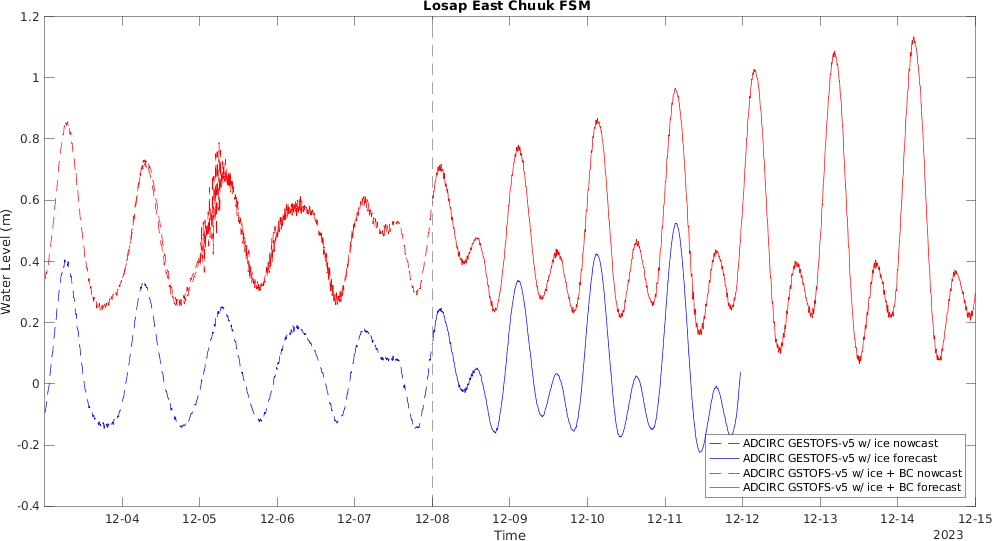 Losap East Chuuk FSM
1.2
1
0.8
0.6
0.4
0.2
0
-0.2
-0.4
Water Level (m)
ADCIRC GESTOFS-v5 w/ ice nowcast
ADCIRC GESTOFS-v5 w/ ice forecast
ADCIRC GSTOFS-v5 w/ ice + BC nowcast
ADCIRC GSTOFS-v5 w/ ice + BC forecast
12-04 12-05 12-06 12-07 12-08 12-09 12-10 12-11 12-12 12-13 12-14 12-15
Time
2023